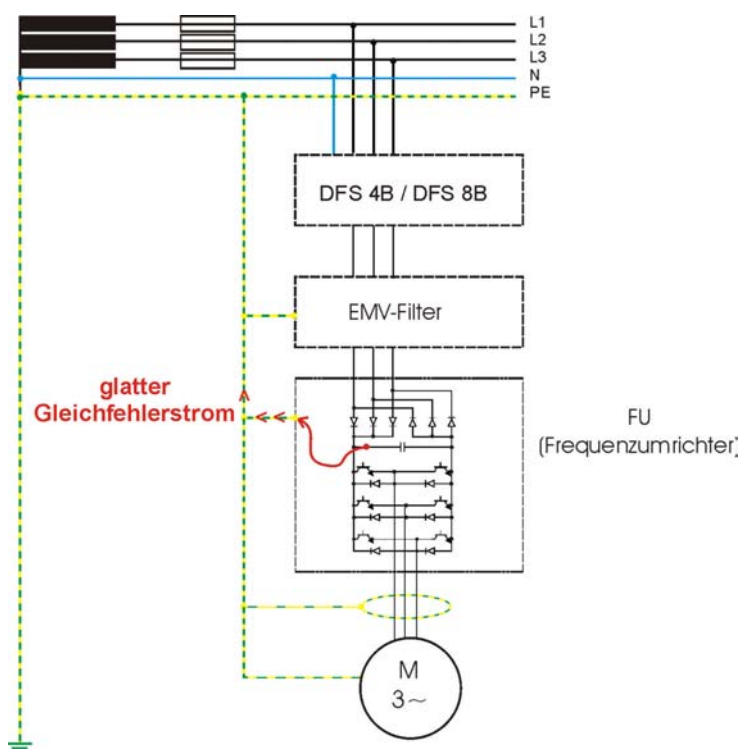 L1
L2
L3
N
PE
DFS 4B / DFS 8B
EMV-Filter
glatter
Gleichfehlerstrom
FU
(Frequenzumrichter)
M
3~